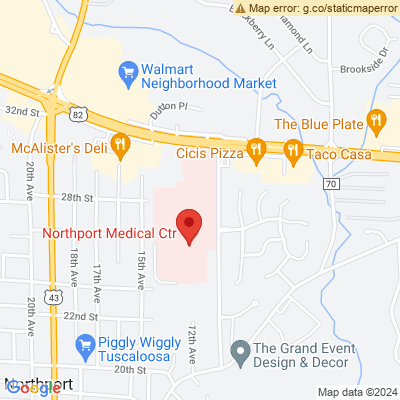 Map error: g.co/staticmaperror
Diamond Ln
Brookside Dr
Walmart
Neighborhood Market
32nd St
82
Dutton Pl
The Blue Plate
McAlister's Deli
Cicis Pizza
Taco Casa
20th Ave
28th St
70
Northport Medical Ctr
18th Ave
17th Ave
15th Ave
43
20th Ave
22nd St
12th Ave
Piggly Wiggly
Tuscaloosa
The Grand Event
Design & Decor
20th St
Northport
Google
Map data ©2024